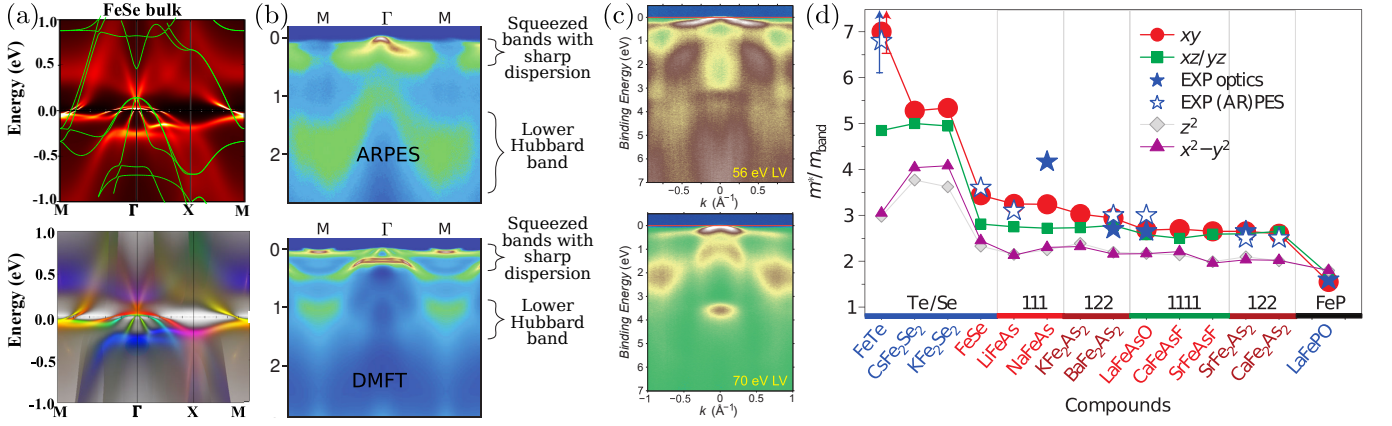 (a)
FeSe bulk
Energy (eV)
1.0
0.5
0.0
-0.5
-1.0
M Γ X M
Energy (eV)
1.0
0.5
0.0
-0.5
-1.0
M Γ X M
(b)
M Γ M
0
1
2
ARPES
Squeezed
bands with
sharp
dispersion
Lower
Hubbard
band
M Γ M
0
1
2
DMFT
Squeezed
bands with
sharp
dispersion
Lower
Hubbard
band
(c)
Binding Energy (eV)
0
1
2
3
4
5
6
7
56 eV LV
-0.5 0 0.5
k (Å⁻¹)
Binding Energy (eV)
0
1
2
3
4
5
6
7
70 eV LV
-1 -0.5 0 0.5 1
k (Å⁻¹)
(d)
m*/m_band
7
6
5
4
3
2
1
xy
xz/yz
EXP optics
EXP (AR)PES
z²
x²−y²
Te/Se 111 122 1111 122 FeP
FeTe
CsFe₂Se₂
KFe₂Se₂
FeSe
LiFeAs
NaFeAs
KFe₂As₂
BaFe₂As₂
LaFeAsO
CaFeAsF
SrFeAsF
SrFe₂As₂
CaFe₂As₂
LaFePO
Compounds